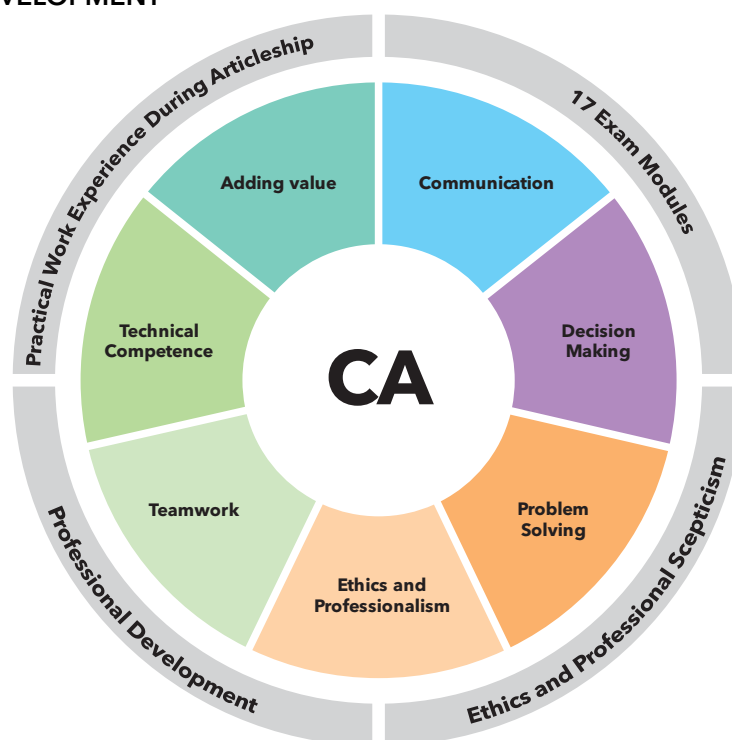 Practical Work Experience During Articleship
17 Exam Modules
Adding value
Communication
Technical
Competence
CA
Decision
Making
Teamwork
Problem
Solving
Ethics and
Professionalism
Professional Development
Ethics and Professional Scepticism